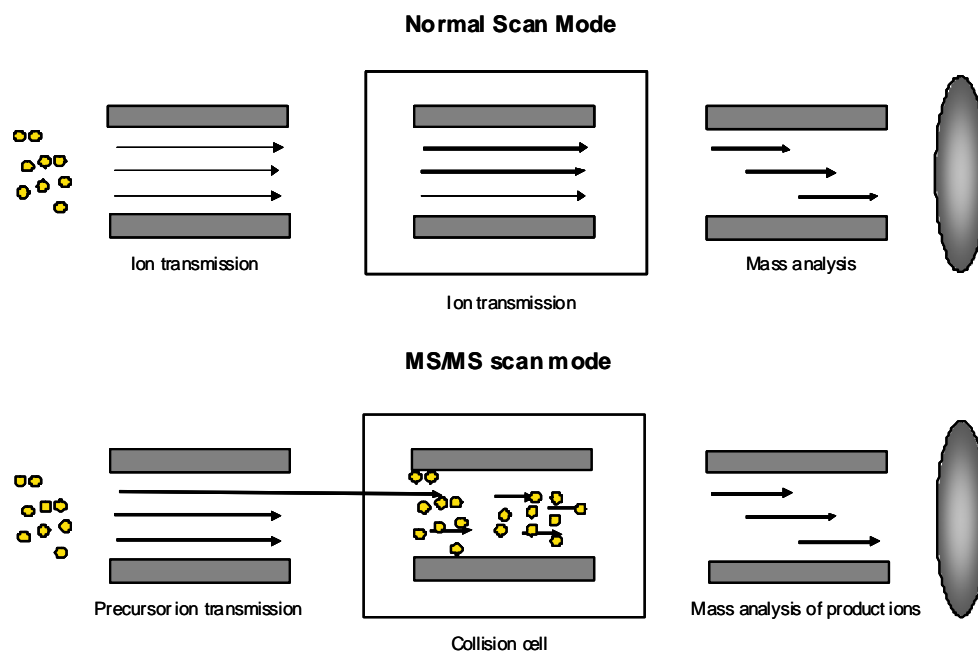 Normal Scan Mode
Ion transmission
Mass analysis
Ion transmission
MS/MS scan mode
Precursor ion transmission
Mass analysis of product ions
Collision cell